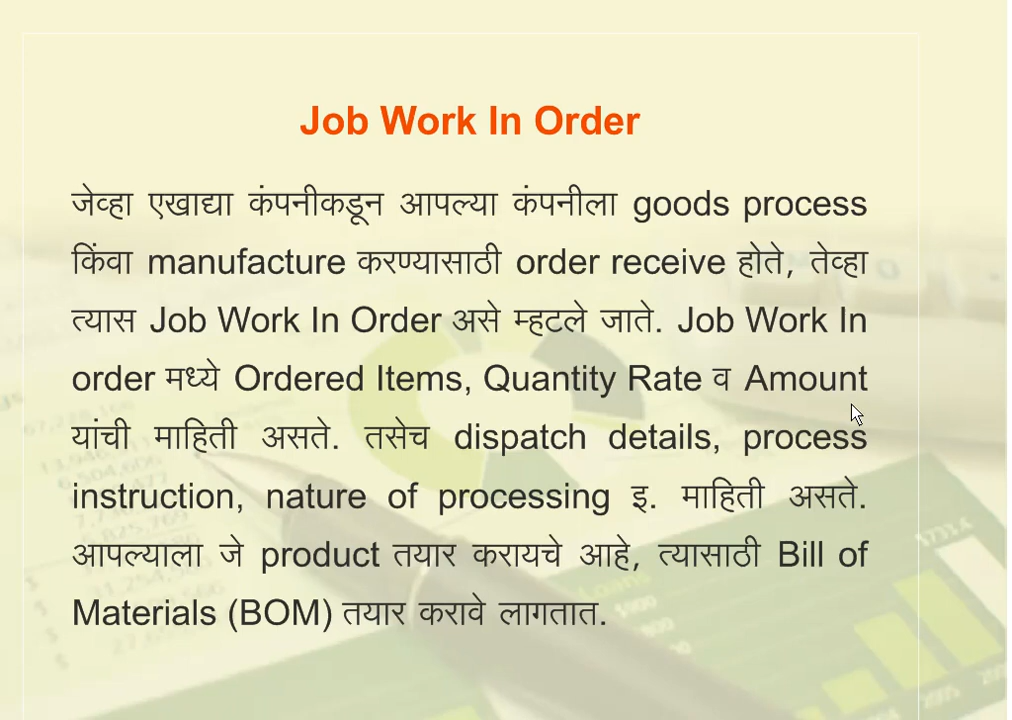 Job Work In Order
जेव्हा एखाद्या कंपनीकडून आपल्या कंपनीला goods process
किंवा manufacture करण्यासाठी order receive होते, तेव्हा
त्यास Job Work In Order असे म्हटले जाते. Job Work In
order मध्ये Ordered Items, Quantity Rate व Amount
यांची माहिती असते. तसेच dispatch details, process
instruction, nature of processing इ. माहिती असते.
आपल्याला जे product तयार करायचे आहे, त्यासाठी Bill of
Materials (BOM) तयार करावे लागतात.